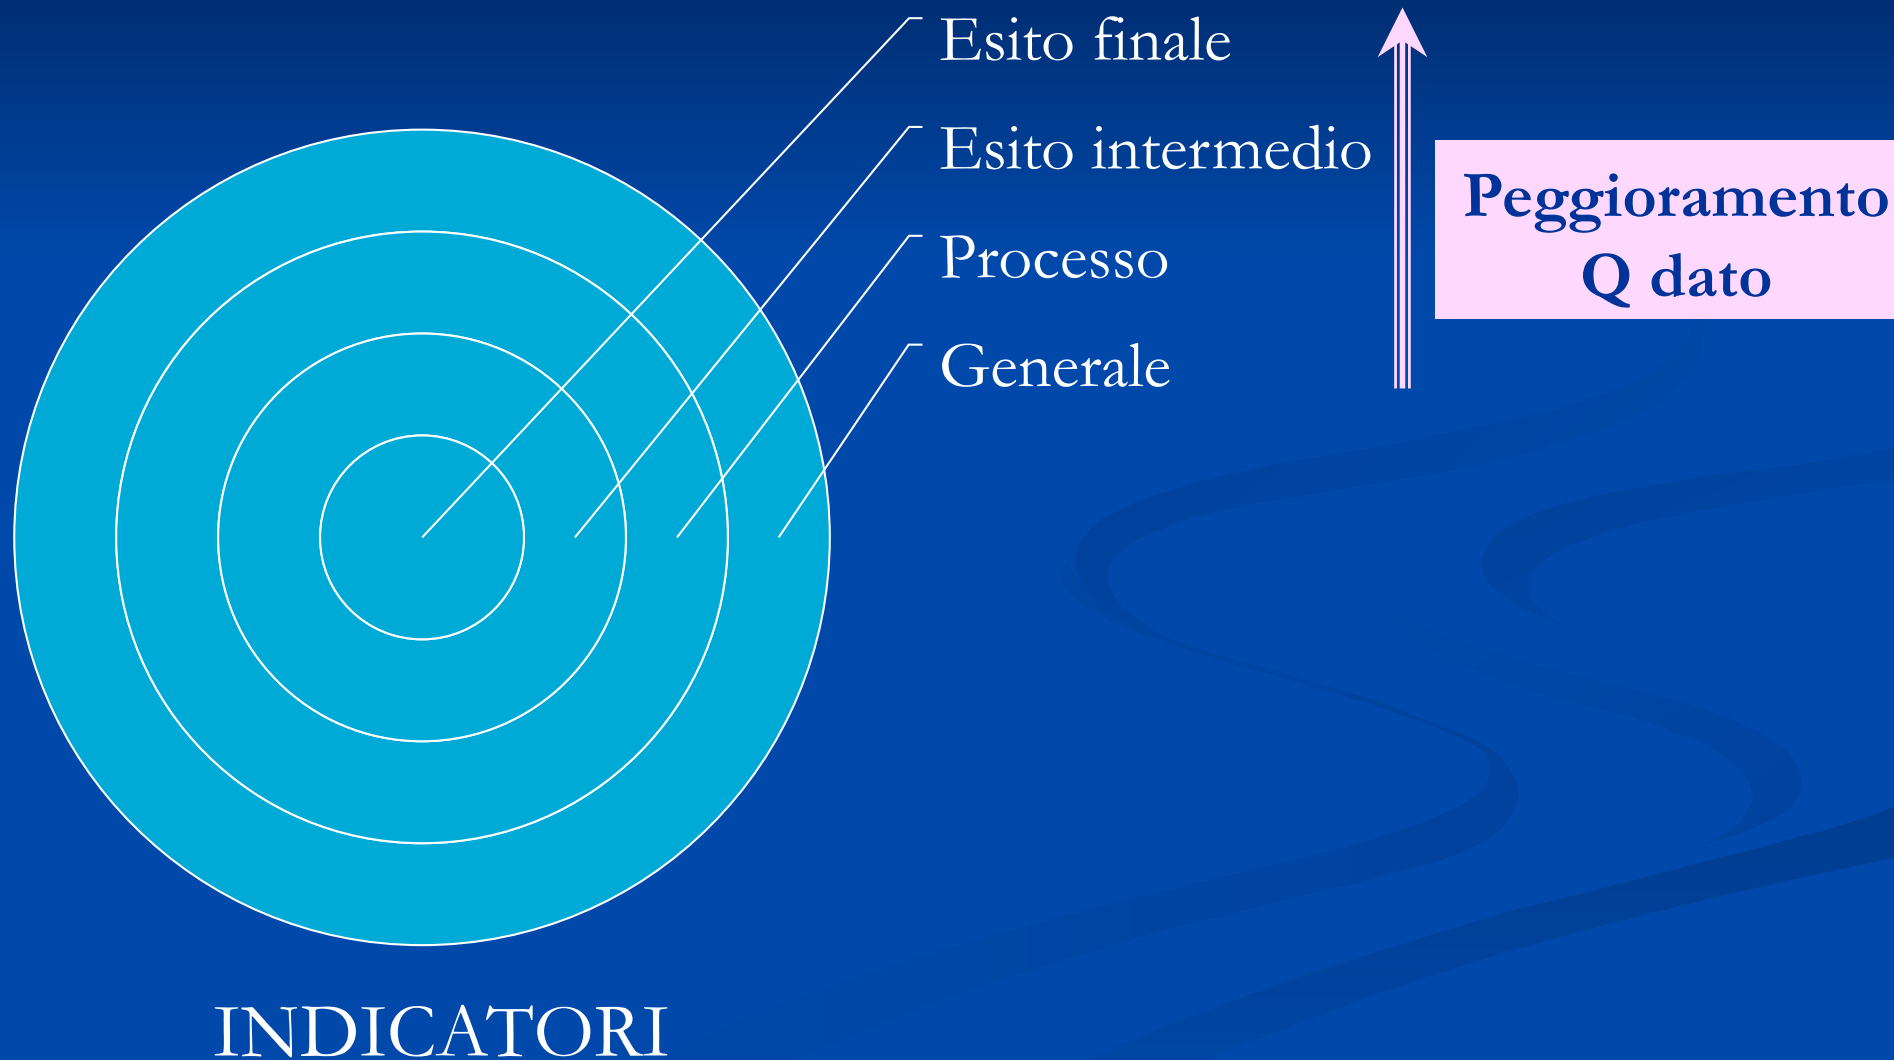 Esito finale
Esito intermedio
Processo
Generale
Peggioramento
Q dato
INDICATORI